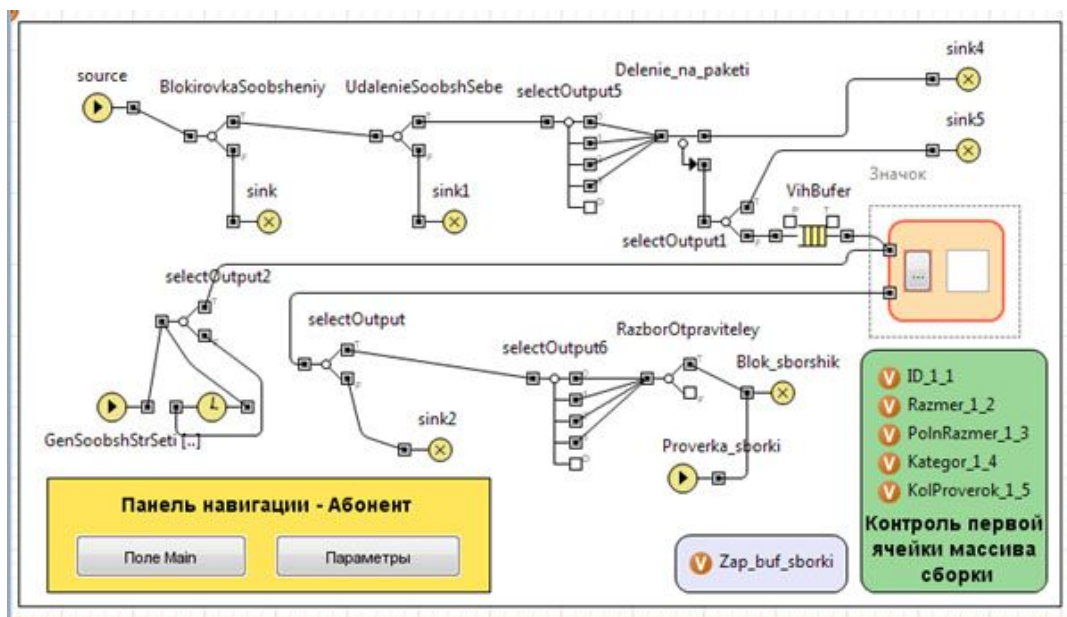 source
BlokirovkaSoobsheniy
UdalenieSoobshSebe
selectOutput5
Delenie_na_paketi
sink4
sink5
Значок
sink
sink1
selectOutput1
VihBufer
selectOutput2
...
selectOutput
selectOutput6
RazborOtpraviteley
Blok_sborshik
GenSoobshStrSeti [..]
sink2
Proverka_sborki
V ID_1_1
V Razmer_1_2
V PolnRazmer_1_3
V Kategor_1_4
V KolProverok_1_5
Контроль первой
ячейки массива
сборки
Панель навигации - Абонент
Поле Main
Параметры
V Zap_buf_sborki